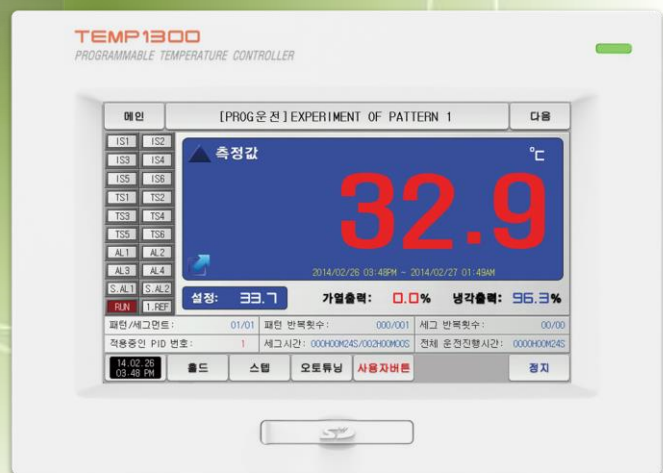 TEMP1300
PROGRAMMABLE TEMPERATURE CONTROLLER
메인 [PROG운전]EXPERIMENT OF PATTERN 1 다음
IS1 IS2
IS3 IS4
IS5 IS6
TS1 TS2
TS3 TS4
TS5 TS6
AL1 AL2
AL3 AL4
S.AL1 S.AL2
RUN 1.REF
측정값 ℃
32.9
2014/02/26 03:48PM ~ 2014/02/27 01:49AM
설정: 33.7 가열출력: 0.0% 냉각출력: 96.3%
패턴/세그먼트: 01/01 패턴 반복횟수: 000/001 세그 반복횟수: 00/00
적용중인 PID 번호: 1 세그시간: 000H00M24S/002H00M00S 전체 운전진행시간: 0000H00M24S
14.02.26
03:48 PM
홀드 스텝 오토튜닝 사용자버튼 정지
SD